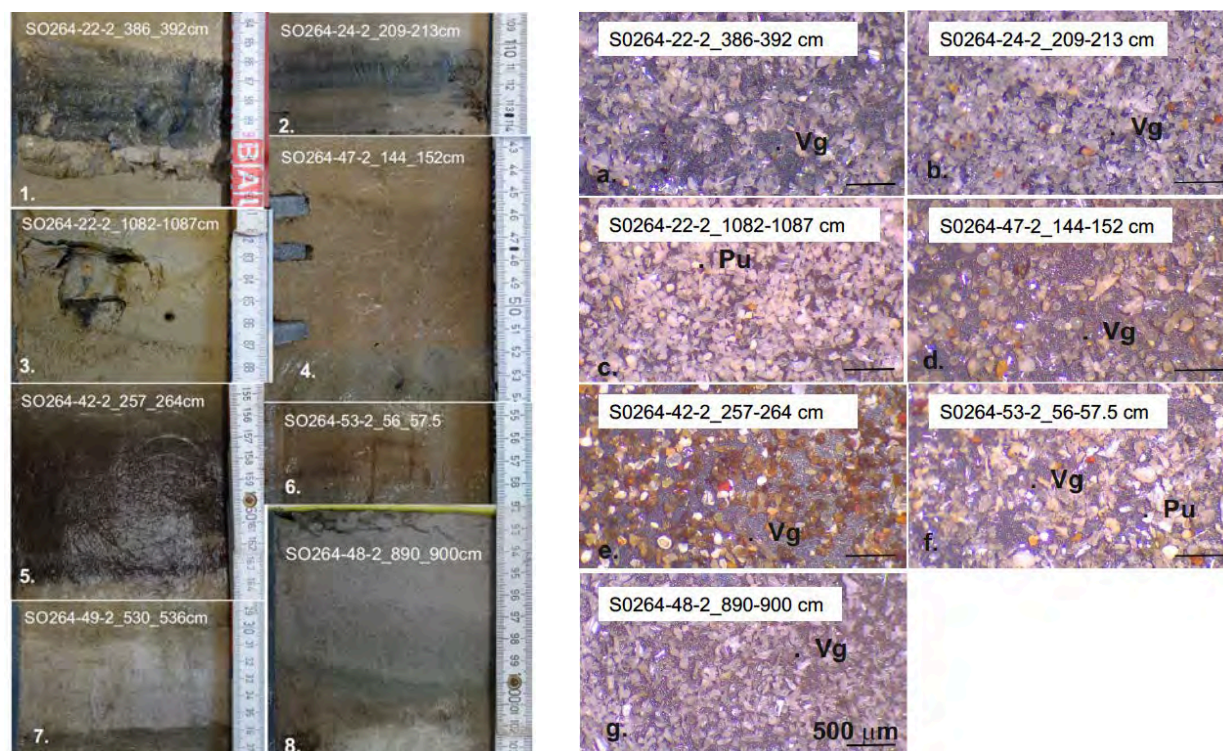 SO264-22-2_386_392cm
1.
SO264-24-2_209-213cm
2.
SO264-22-2_1082-1087cm
3.
SO264-47-2_144_152cm
4.
SO264-42-2_257_264cm
5.
SO264-53-2_56_57.5
6.
SO264-49-2_530_536cm
7.
SO264-48-2_890_900cm
8.
S0264-22-2_386-392 cm
Vg
a.
S0264-24-2_209-213 cm
Vg
b.
S0264-22-2_1082-1087 cm
Pu
c.
S0264-47-2_144-152 cm
Vg
d.
S0264-42-2_257-264 cm
Vg
e.
S0264-53-2_56-57.5 cm
Vg
Pu
f.
S0264-48-2_890-900 cm
Vg
g.
500 μm